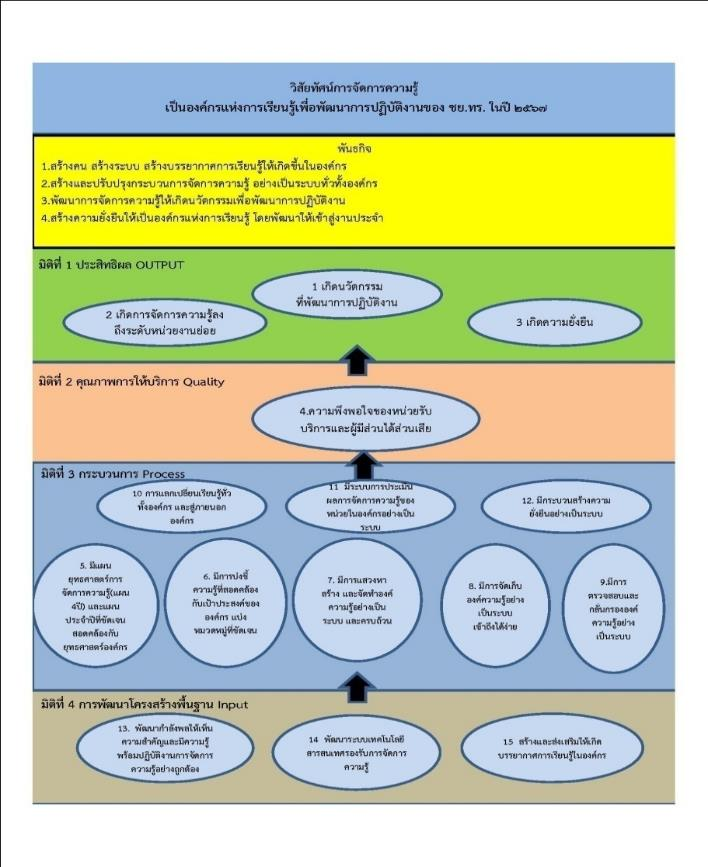 วิสัยทัศน์การจัดการความรู้
เป็นองค์กรแห่งการเรียนรู้เพื่อพัฒนาการปฏิบัติงานของ ชย.ทร. ในปี ๒๕๖๗
พันธกิจ
1.สร้างคน สร้างระบบ สร้างบรรยากาศการเรียนรู้ให้เกิดขึ้นในองค์กร
2.สร้างและปรับปรุงกระบวนการจัดการความรู้ อย่างเป็นระบบทั่วทั้งองค์กร
3.พัฒนาการจัดการความรู้ให้เกิดนวัตกรรมเพื่อพัฒนาการปฏิบัติงาน
4.สร้างความยั่งยืนให้เป็นองค์กรแห่งการเรียนรู้ โดยพัฒนาให้เข้าสู่งานประจำ
มิติที่ 1 ประสิทธิผล OUTPUT
1 เกิดนวัตกรรม
ที่พัฒนาการปฏิบัติงาน
2 เกิดการจัดการความรู้ลง
ถึงระดับหน่วยงานย่อย
3 เกิดความยั่งยืน
มิติที่ 2 คุณภาพการให้บริการ Quality
4.ความพึงพอใจของหน่วยรับ
บริการและผู้มีส่วนได้ส่วนเสีย
มิติที่ 3 กระบวนการ Process
10 การแลกเปลี่ยนเรียนรู้ทั่ว
ทั้งองค์กร และสู่ภายนอก
องค์กร
11 มีระบบการประเมิน
ผลการจัดการความรู้ของ
หน่วยในองค์กรอย่างเป็น
ระบบ
12. มีกระบวนสร้างความ
ยั่งยืนอย่างเป็นระบบ
5. มีแผน
ยุทธศาสตร์การ
จัดการความรู้(แผน
4ปี) และแผน
ประจำปีที่ชัดเจน
สอดคล้องกับ
ยุทธศาสตร์องค์กร
6. มีการบ่งชี้
ความรู้ที่สอดคล้อง
กับเป้าประสงค์ของ
องค์กร แบ่ง
หมวดหมู่ที่ชัดเจน
7. มีการแสวงหา
สร้าง และจัดทำองค์
ความรู้อย่างเป็น
ระบบ และครบถ้วน
8. มีการจัดเก็บ
องค์ความรู้อย่าง
เป็นระบบ
เข้าถึงได้ง่าย
9.มีการ
ตรวจสอบและ
กลั่นกรององค์
ความรู้อย่าง
เป็นระบบ
มิติที่ 4 การพัฒนาโครงสร้างพื้นฐาน Input
13. พัฒนากำลังพลให้เห็น
ความสำคัญและมีความรู้
พร้อมปฏิบัติงานการจัดการ
ความรู้อย่างถูกต้อง
14 พัฒนาระบบเทคโนโลยี
สารสนเทศรองรับการจัดการ
ความรู้
15 สร้างและส่งเสริมให้เกิด
บรรยากาศการเรียนรู้ในองค์กร